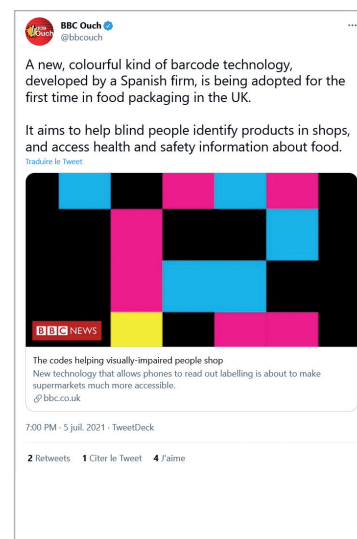 BBC Ouch
@bbcouch
A new, colourful kind of barcode technology,
developed by a Spanish firm, is being adopted for the
first time in food packaging in the UK.
It aims to help blind people identify products in shops,
and access health and safety information about food.
Traduire le Tweet
BBC NEWS
The codes helping visually-impaired people shop
New technology that allows phones to read out labelling is about to make
supermarkets much more accessible.
bbc.co.uk
7:00 PM · 5 juil. 2021 · TweetDeck
2 Retweets 1 Citer le Tweet 4 J'aime